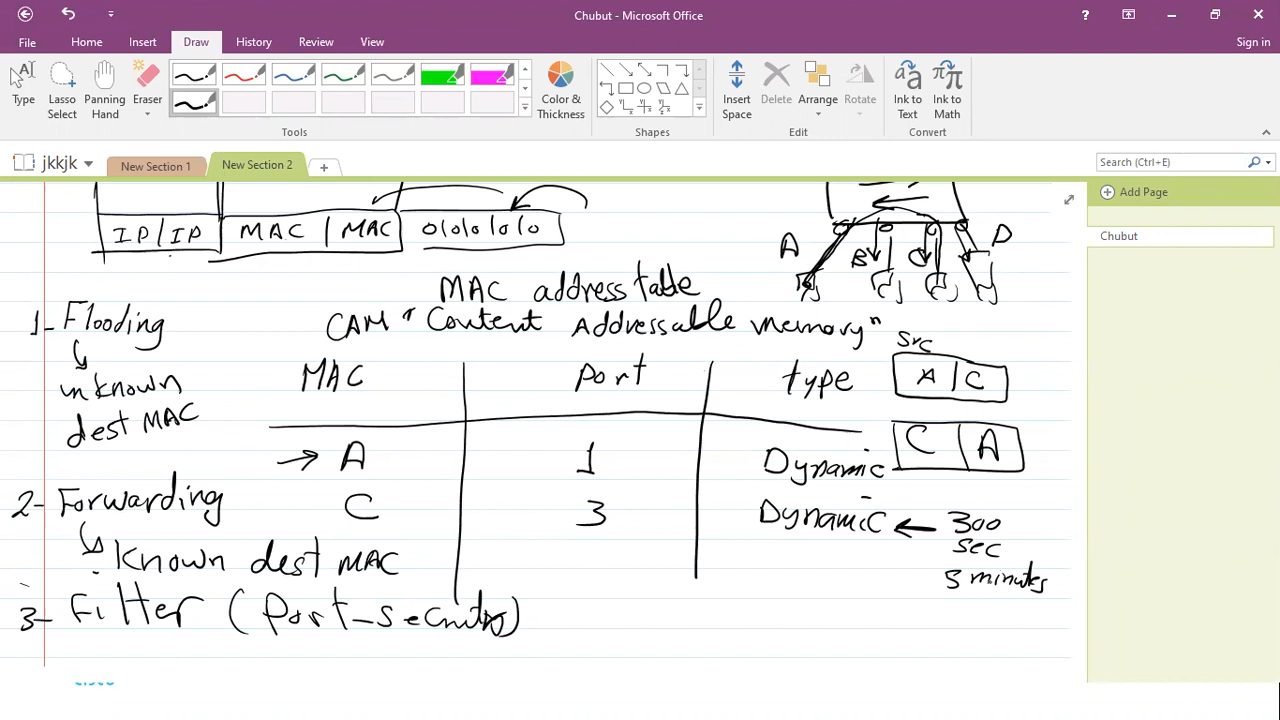 Chubut - Microsoft Office
File Home Insert Draw History Review View
Sign in
Type
Lasso Select
Panning Hand
Eraser
Color & Thickness
Insert Space
Delete
Arrange
Rotate
Ink to Text
Ink to Math
Tools
Shapes
Edit
Convert
jkkjk
New Section 1
New Section 2
Search (Ctrl+E)
Add Page
Chubut
IP | IP
MAC | MAC
01010101 0
A
B
C
D
MAC address table
CAM "Content Addressable memory"
1- Flooding
unknown
dest MAC
MAC port type
src
A | C
C | A
→ A 1 Dynamic
2- Forwarding
C 3 Dynamic ← 300
sec
5 minutes
Known dest MAC
3- Filter (Port-security)